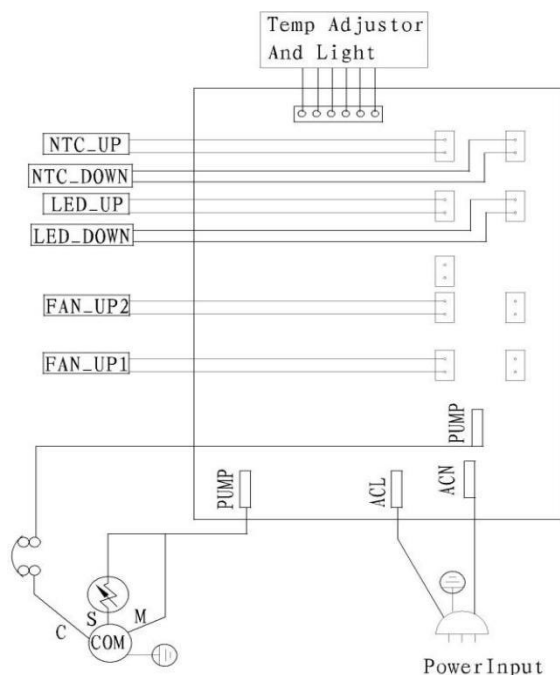 Temp Adjustor
And Light
NTC_UP
NTC_DOWN
LED_UP
LED_DOWN
FAN_UP2
FAN_UP1
PUMP
PUMP
ACL
ACN
S
M
C
COM
PowerInput